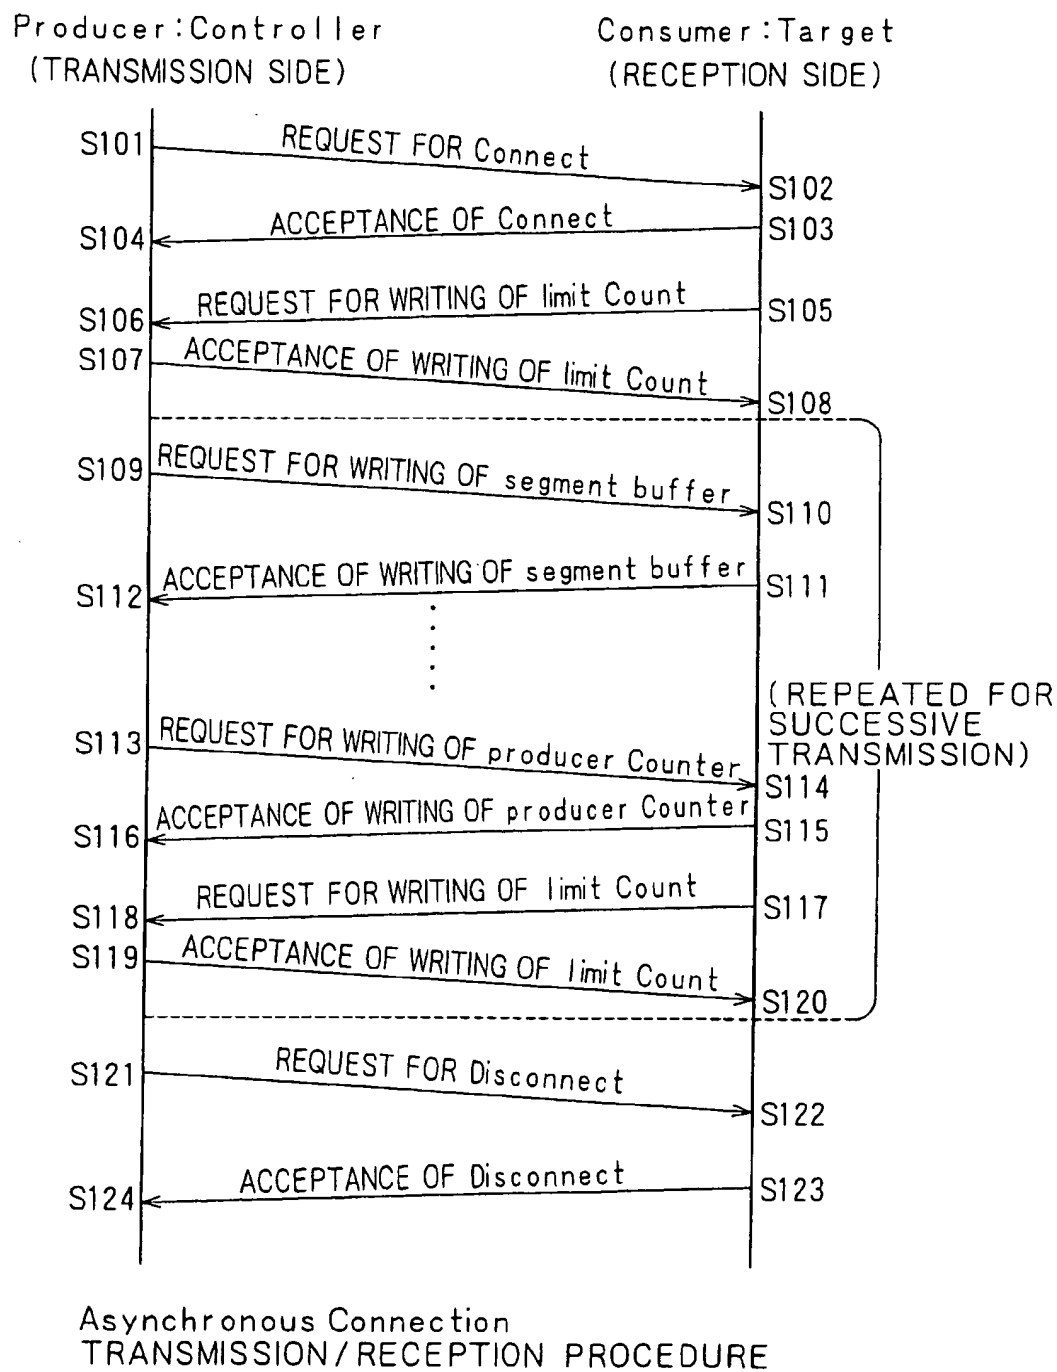 Producer:Controller
(TRANSMISSION SIDE)
Consumer:Target
(RECEPTION SIDE)
S101
REQUEST FOR Connect
S102
ACCEPTANCE OF Connect
S103
S104
REQUEST FOR WRITING OF limit Count
S105
S106
S107
ACCEPTANCE OF WRITING OF limit Count
S108
S109
REQUEST FOR WRITING OF segment buffer
S110
ACCEPTANCE OF WRITING OF segment buffer
S111
S112
(REPEATED FOR
SUCCESSIVE
TRANSMISSION)
S113
REQUEST FOR WRITING OF producer Counter
S114
ACCEPTANCE OF WRITING OF producer Counter
S115
S116
REQUEST FOR WRITING OF limit Count
S117
S118
S119
ACCEPTANCE OF WRITING OF limit Count
S120
S121
REQUEST FOR Disconnect
S122
ACCEPTANCE OF Disconnect
S123
S124
Asynchronous Connection
TRANSMISSION/RECEPTION PROCEDURE